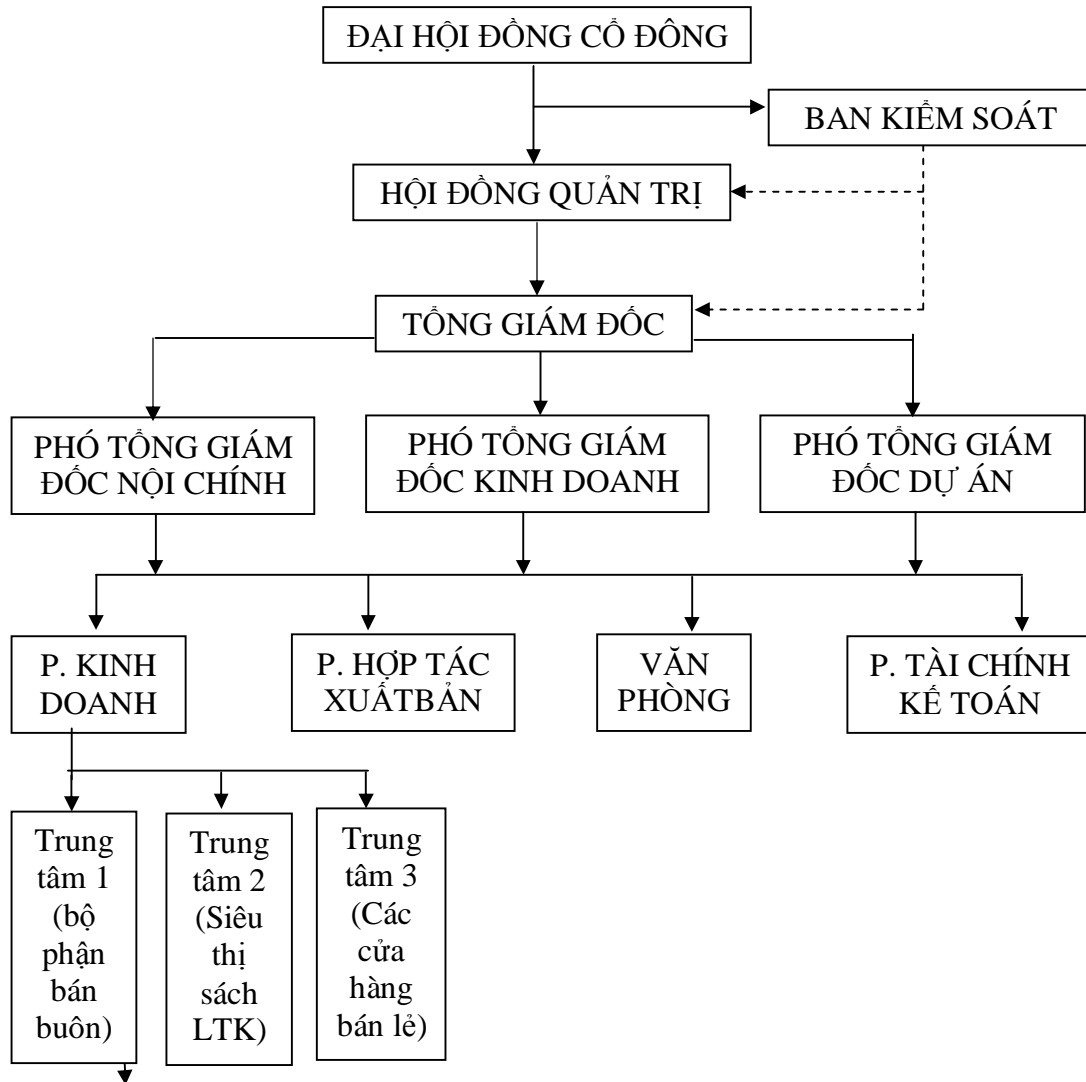 ĐẠI HỘI ĐỒNG CỔ ĐÔNG
BAN KIỂM SOÁT
HỘI ĐỒNG QUẢN TRỊ
TỔNG GIÁM ĐỐC
PHÓ TỔNG GIÁM
ĐỐC NỘI CHÍNH
PHÓ TỔNG GIÁM
ĐỐC KINH DOANH
PHÓ TỔNG GIÁM
ĐỐC DỰ ÁN
P. KINH
DOANH
P. HỢP TÁC
XUẤTBẢN
VĂN
PHÒNG
P. TÀI CHÍNH
KẾ TOÁN
Trung
tâm 1
(bộ
phận
bán
buôn)
Trung
tâm 2
(Siêu
thị
sách
LTK)
Trung
tâm 3
(Các
cửa
hàng
bán lẻ)